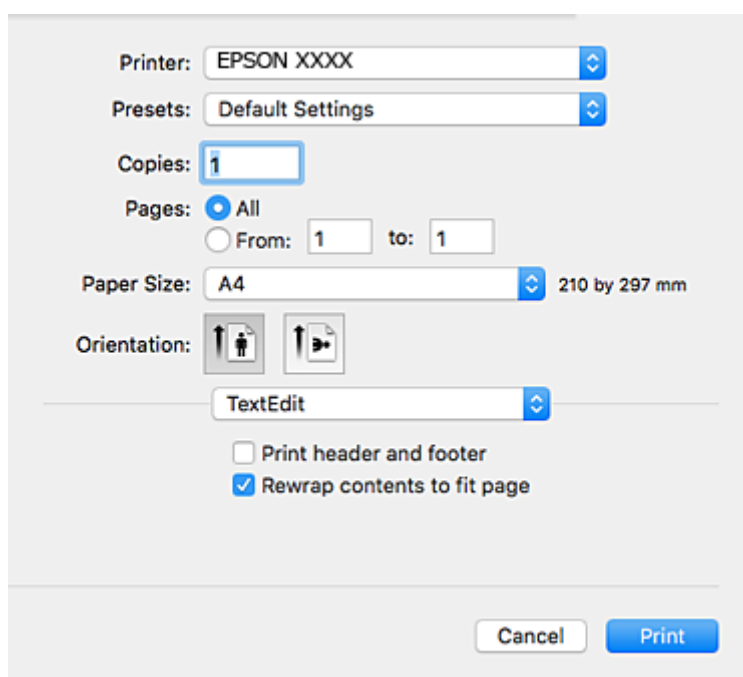 Printer: EPSON XXXX
Presets: Default Settings
Copies: 1
Pages: All
From: 1 to: 1
Paper Size: A4 210 by 297 mm
Orientation:
TextEdit
Print header and footer
Rewrap contents to fit page
Cancel Print